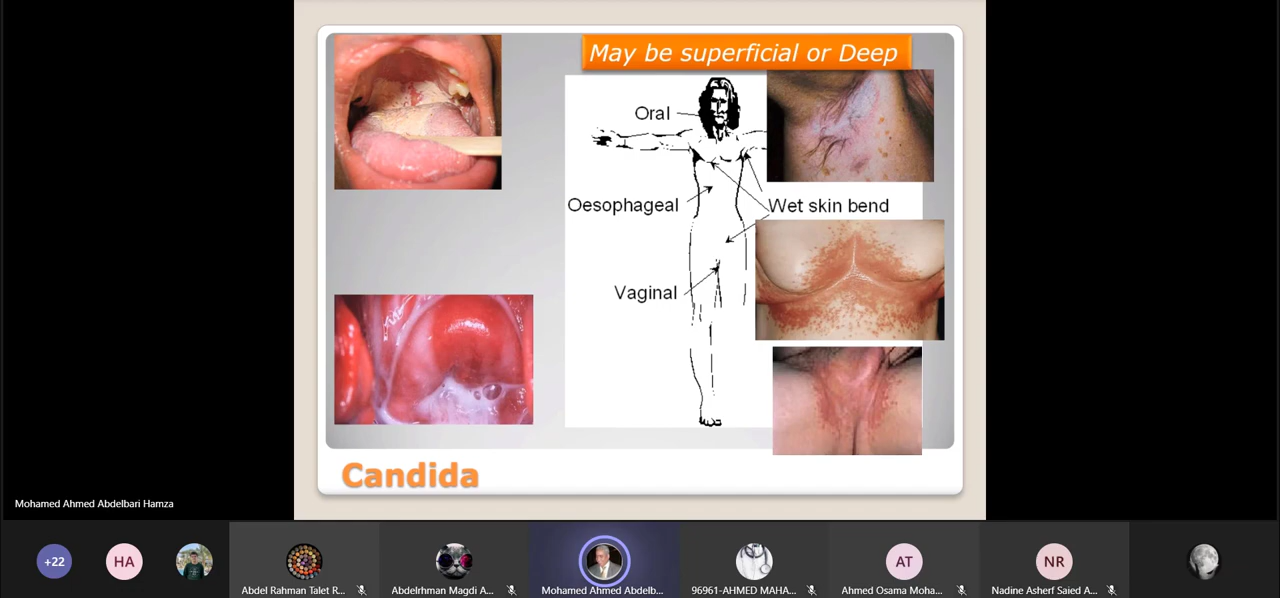 May be superficial or Deep
Oral
Oesophageal
Wet skin bend
Vaginal
Candida
Mohamed Ahmed Abdelbari Hamza
+22
HA
Abdel Rahman Talet R...
Abdelrhman Magdi A...
Mohamed Ahmed Abdelb...
96961-AHMED MAHA...
AT
Ahmed Osama Moha...
NR
Nadine Asherf Saied A...